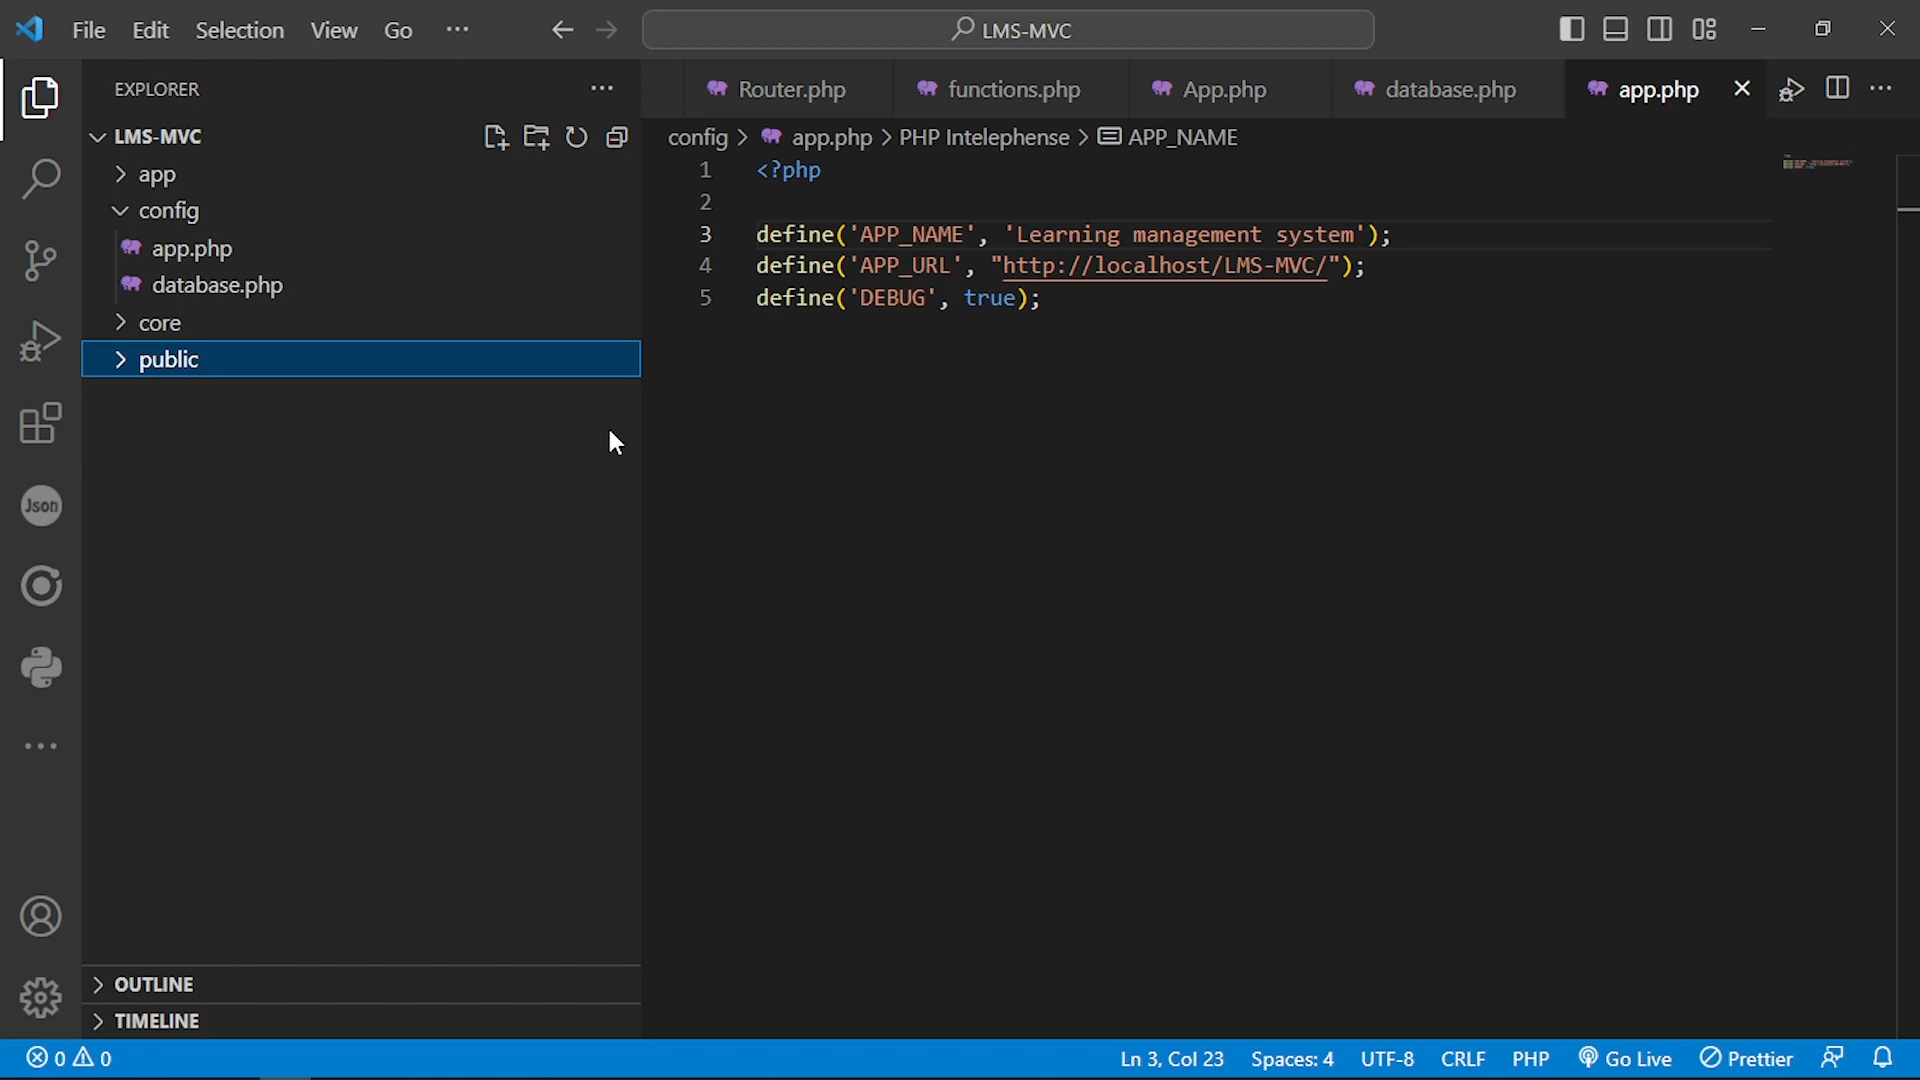 File Edit Selection View Go ···
LMS-MVC
EXPLORER ···
LMS-MVC
app
config
app.php
database.php
core
public
Json
OUTLINE
TIMELINE
Router.php functions.php App.php database.php app.php
config > app.php > PHP Intelephense > APP_NAME
1 <?php
2
3 define('APP_NAME', 'Learning management system');
4 define('APP_URL', "http://localhost/LMS-MVC/");
5 define('DEBUG', true);
0 0 Ln 3, Col 23 Spaces: 4 UTF-8 CRLF PHP Go Live Prettier